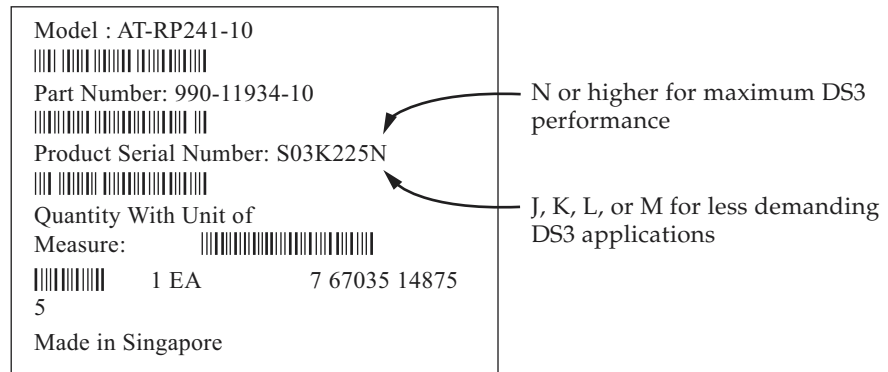 Model : AT-RP241-10
Part Number: 990-11934-10
Product Serial Number: S03K225N
Quantity With Unit of
Measure:
1 EA 7 67035 14875
5
Made in Singapore
N or higher for maximum DS3
performance
J, K, L, or M for less demanding
DS3 applications